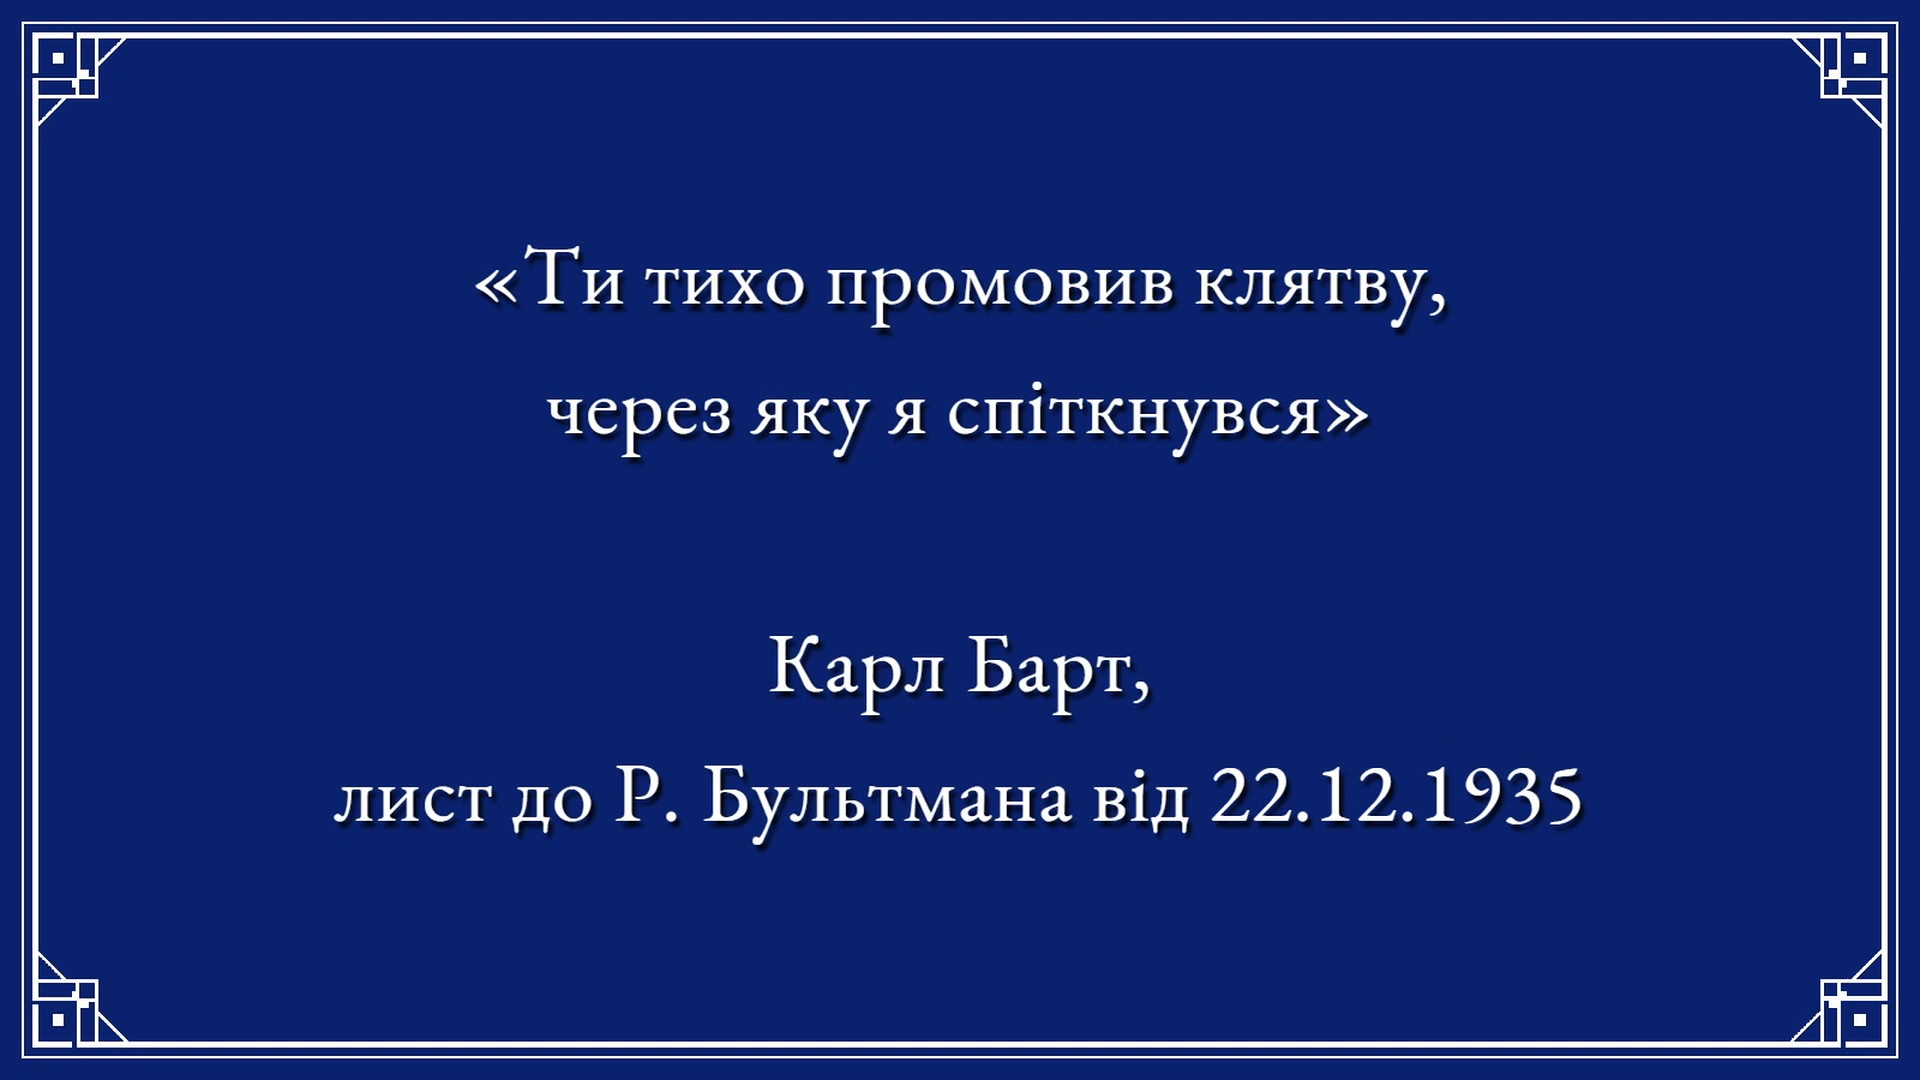 «Ти тихо промовив клятву,
через яку я спіткнувся»
Карл Барт,
лист до Р. Бультмана від 22.12.1935